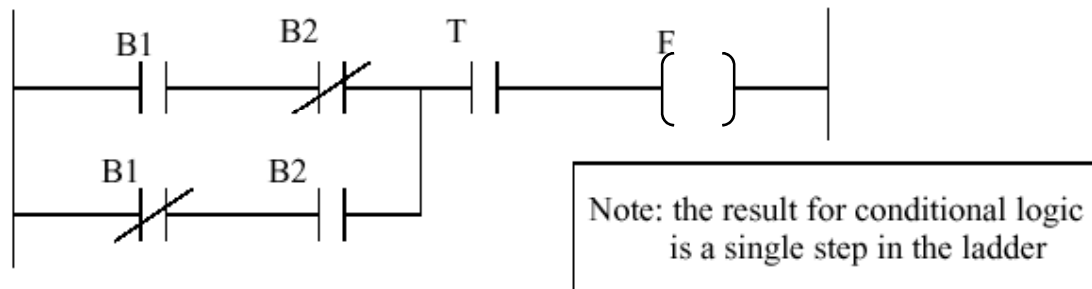 B1
B2
T
F
B1
B2
Note: the result for conditional logic
is a single step in the ladder